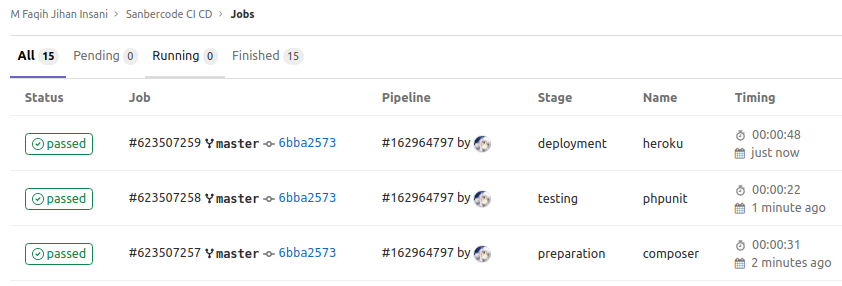 M Faqih Jihan Insani > Sanbercode CI CD > Jobs
All 15 Pending 0 Running 0 Finished 15
Status Job Pipeline Stage Name Timing
passed #623507259 master 6bba2573 #162964797 by deployment heroku 00:00:48
just now
passed #623507258 master 6bba2573 #162964797 by testing phpunit 00:00:22
1 minute ago
passed #623507257 master 6bba2573 #162964797 by preparation composer 00:00:31
2 minutes ago